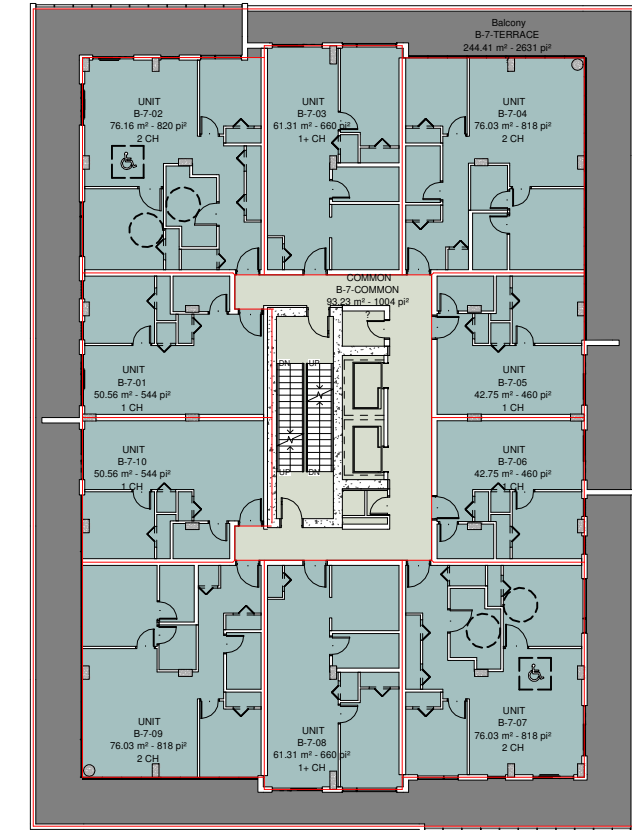 Balcony
B-7-TERRACE
244.41 m² - 2631 pi²
UNIT
B-7-02
76.16 m² - 820 pi²
2 CH
UNIT
B-7-03
61.31 m² - 660 pi²
1+ CH
UNIT
B-7-04
76.03 m² - 818 pi²
2 CH
COMMON
B-7-COMMON
93.23 m² - 1004 pi²
?
UNIT
B-7-01
50.56 m² - 544 pi²
1 CH
DN
UP
UNIT
B-7-05
42.75 m² - 460 pi²
1 CH
UNIT
B-7-10
50.56 m² - 544 pi²
1 CH
UP
DN
UNIT
B-7-06
42.75 m² - 460 pi²
1 CH
UNIT
B-7-09
76.03 m² - 818 pi²
2 CH
UNIT
B-7-08
61.31 m² - 660 pi²
1+ CH
UNIT
B-7-07
76.03 m² - 818 pi²
2 CH